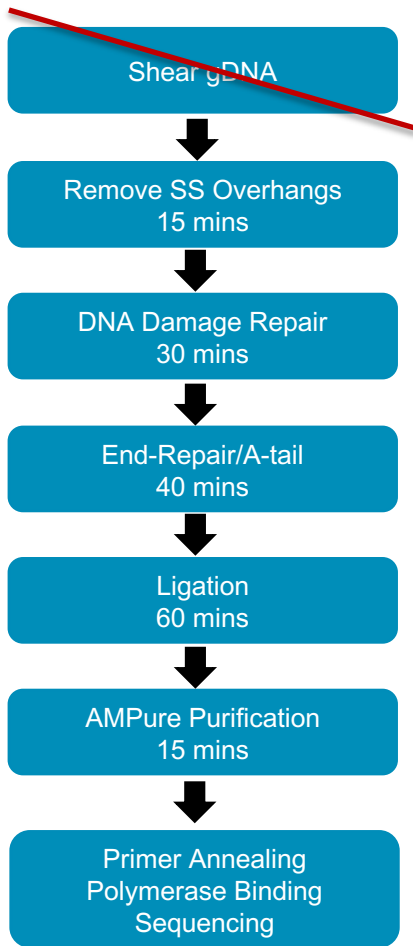 Shear gDNA
Remove SS Overhangs
15 mins
DNA Damage Repair
30 mins
End-Repair/A-tail
40 mins
Ligation
60 mins
AMPure Purification
15 mins
Primer Annealing
Polymerase Binding
Sequencing